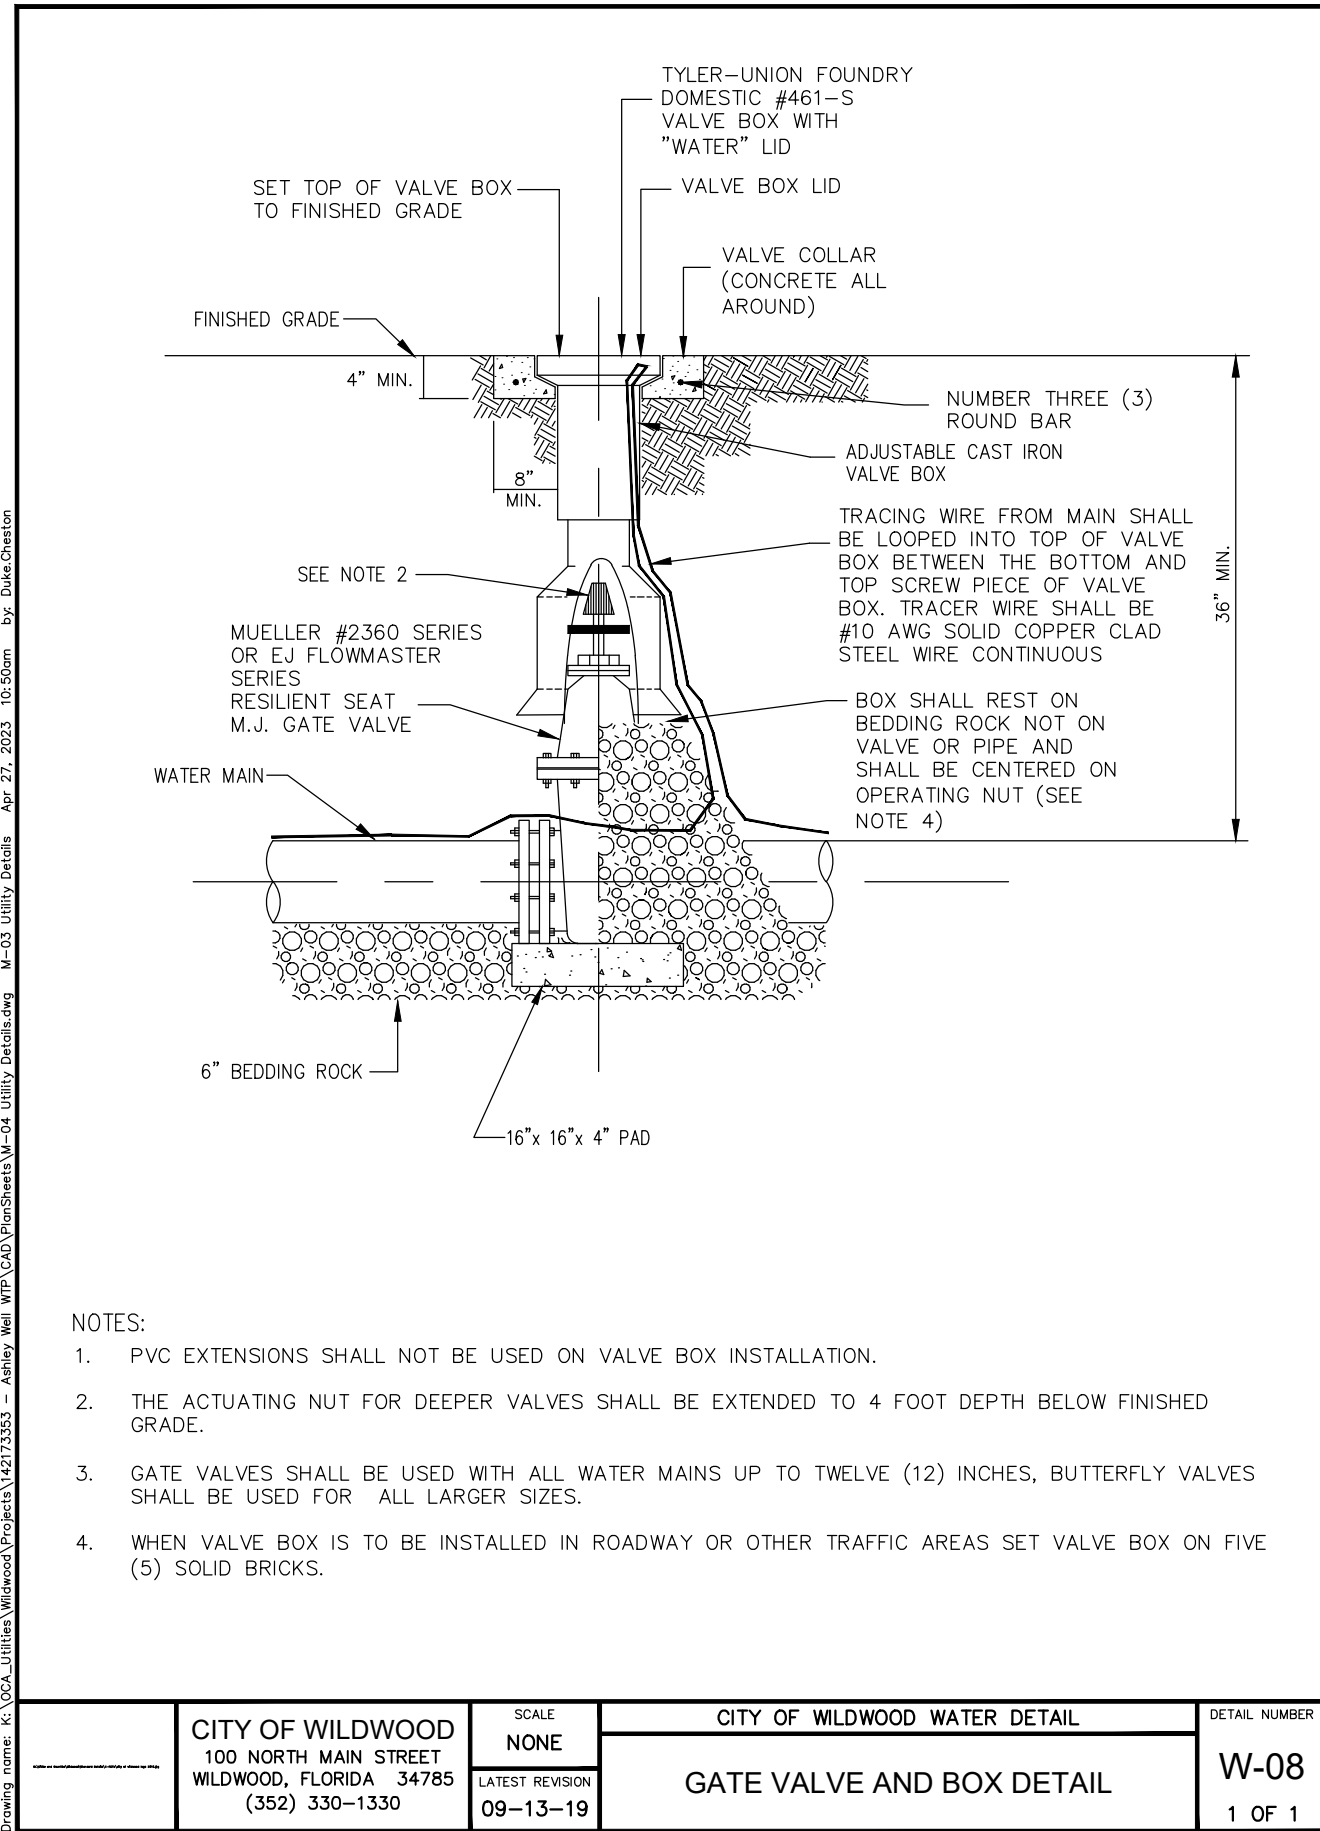 TYLER-UNION FOUNDRY
DOMESTIC #461-S
VALVE BOX WITH
"WATER" LID
SET TOP OF VALVE BOX
TO FINISHED GRADE
VALVE BOX LID
VALVE COLLAR
(CONCRETE ALL
AROUND)
FINISHED GRADE
4" MIN.
NUMBER THREE (3)
ROUND BAR
ADJUSTABLE CAST IRON
VALVE BOX
8"
MIN.
TRACING WIRE FROM MAIN SHALL
BE LOOPED INTO TOP OF VALVE
BOX BETWEEN THE BOTTOM AND
TOP SCREW PIECE OF VALVE
BOX. TRACER WIRE SHALL BE
#10 AWG SOLID COPPER CLAD
STEEL WIRE CONTINUOUS
36" MIN.
SEE NOTE 2
MUELLER #2360 SERIES
OR EJ FLOWMASTER
SERIES
RESILIENT SEAT
M.J. GATE VALVE
BOX SHALL REST ON
BEDDING ROCK NOT ON
VALVE OR PIPE AND
SHALL BE CENTERED ON
OPERATING NUT (SEE
NOTE 4)
WATER MAIN
6" BEDDING ROCK
16"x 16"x 4" PAD
NOTES:
1. PVC EXTENSIONS SHALL NOT BE USED ON VALVE BOX INSTALLATION.
2. THE ACTUATING NUT FOR DEEPER VALVES SHALL BE EXTENDED TO 4 FOOT DEPTH BELOW FINISHED
GRADE.
3. GATE VALVES SHALL BE USED WITH ALL WATER MAINS UP TO TWELVE (12) INCHES, BUTTERFLY VALVES
SHALL BE USED FOR ALL LARGER SIZES.
4. WHEN VALVE BOX IS TO BE INSTALLED IN ROADWAY OR OTHER TRAFFIC AREAS SET VALVE BOX ON FIVE
(5) SOLID BRICKS.
CITY OF WILDWOOD
100 NORTH MAIN STREET
WILDWOOD, FLORIDA 34785
(352) 330-1330
SCALE
NONE
LATEST REVISION
09-13-19
CITY OF WILDWOOD WATER DETAIL
GATE VALVE AND BOX DETAIL
DETAIL NUMBER
W-08
1 OF 1
Drawing name: K:\OCA_Utilities\Wildwood\Projects\142173353 - Ashley Well WTP\CAD\PlanSheets\M-04 Utility Details.dwg M-03 Utility Details Apr 27, 2023 10:50am by: Duke.Cheston